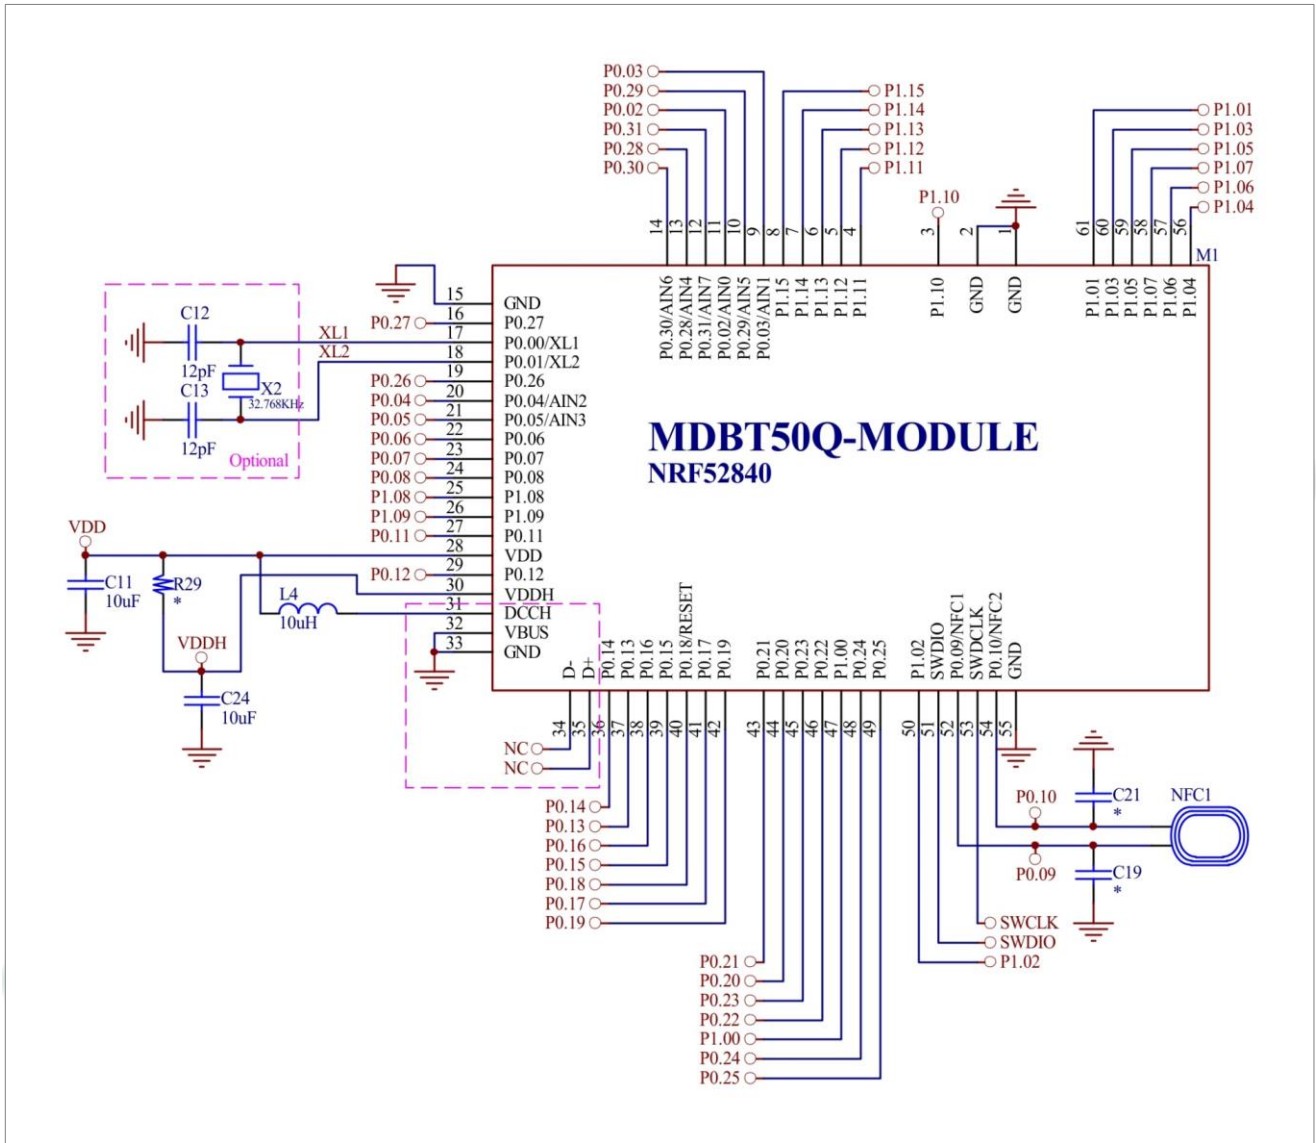 P0.03
P0.29
P0.02
P0.31
P0.28
P0.30
P1.15
P1.14
P1.13
P1.12
P1.11
P1.10
P1.01
P1.03
P1.05
P1.07
P1.06
P1.04
14
13
12
11
10
9
8
7
6
5
4
3
2
1
61
60
59
58
57
56
M1
P0.30/AIN6
P0.28/AIN4
P0.31/AIN7
P0.02/AIN0
P0.29/AIN5
P0.03/AIN1
P1.15
P1.14
P1.13
P1.12
P1.11
P1.10
GND
GND
P1.01
P1.03
P1.05
P1.07
P1.06
P1.04
15 GND
P0.27 16 P0.27
XL1 17 P0.00/XL1
XL2 18 P0.01/XL2
P0.26 19 P0.26
P0.04 20 P0.04/AIN2
P0.05 21 P0.05/AIN3
P0.06 22 P0.06
P0.07 23 P0.07
P0.08 24 P0.08
P1.08 25 P1.08
P1.09 26 P1.09
P0.11 27 P0.11
28 VDD
P0.12 29 P0.12
30 VDDH
31 DCCH
32 VBUS
33 GND
C12
12pF
C13
12pF
X2
32.768KHz
Optional
MDBT50Q-MODULE
NRF52840
VDD
C11
10uF
R29
*
L4
10uH
VDDH
C24
10uF
D-
D+
P0.14
P0.13
P0.16
P0.15
P0.18/RESET
P0.17
P0.19
P0.21
P0.20
P0.23
P0.22
P1.00
P0.24
P0.25
P1.02
SWDIO
P0.09/NFC1
SWDCLK
P0.10/NFC2
GND
34
35
36
37
38
39
40
41
42
43
44
45
46
47
48
49
50
51
52
53
54
55
NC
NC
P0.14
P0.13
P0.16
P0.15
P0.18
P0.17
P0.19
P0.21
P0.20
P0.23
P0.22
P1.00
P0.24
P0.25
P0.10
C21
*
NFC1
P0.09
C19
*
SWCLK
SWDIO
P1.02